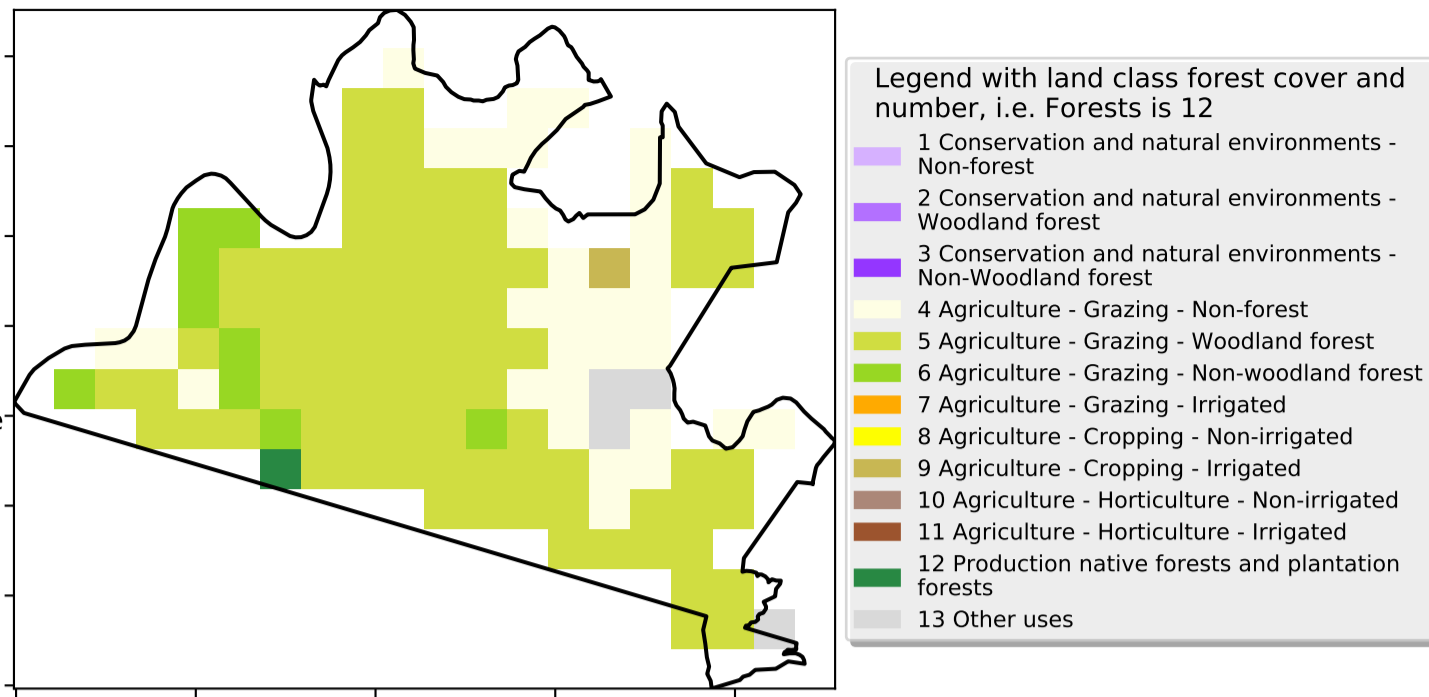 Legend with land class forest cover and
number, i.e. Forests is 12
1 Conservation and natural environments -
Non-forest
2 Conservation and natural environments -
Woodland forest
3 Conservation and natural environments -
Non-Woodland forest
4 Agriculture - Grazing - Non-forest
5 Agriculture - Grazing - Woodland forest
6 Agriculture - Grazing - Non-woodland forest
7 Agriculture - Grazing - Irrigated
8 Agriculture - Cropping - Non-irrigated
9 Agriculture - Cropping - Irrigated
10 Agriculture - Horticulture - Non-irrigated
11 Agriculture - Horticulture - Irrigated
12 Production native forests and plantation
forests
13 Other uses